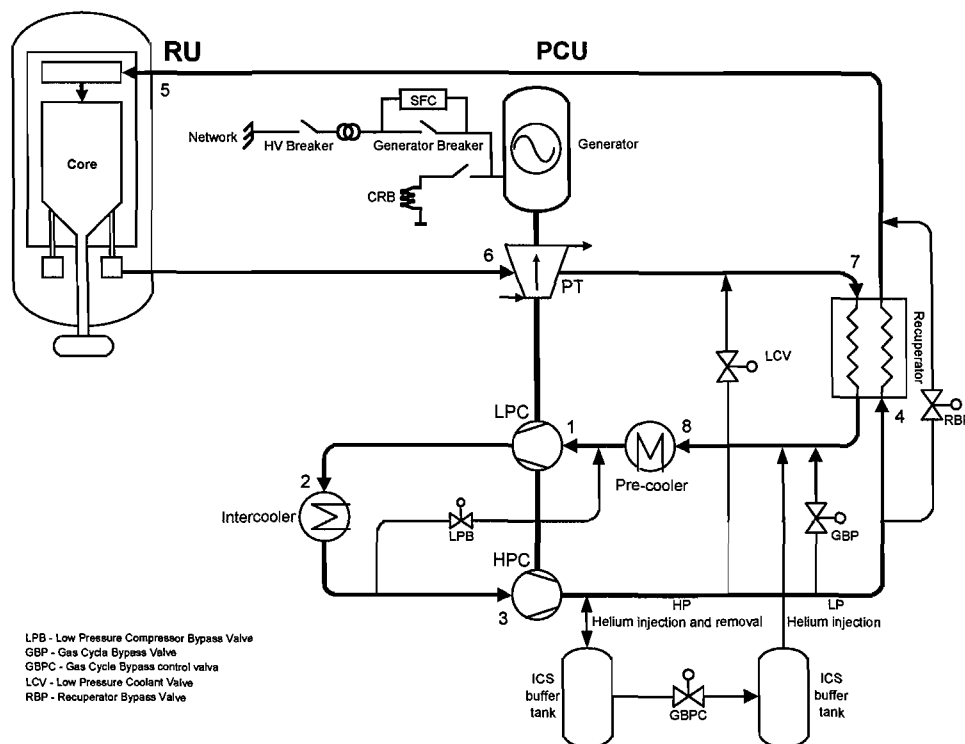 RU
PCU
5
SFC
Network
HV Breaker
Generator Breaker
Generator
Core
CRB
6
PT
7
Recuperator
LCV
4
RBP
LPC
1
8
Pre-cooler
2
Intercooler
LPB
GBP
HPC
3
HP
LP
Helium injection and removal
Helium injection
LPB - Low Pressure Compressor Bypass Valve
GBP - Gas Cycla Bypass Valve
GBPC - Gas Cycle Bypass control valva
LCV - Low Pressure Coolant Valve
RBP - Recuperator Bypass Valve
ICS
buffer
tank
GBPC
ICS
buffer
tank